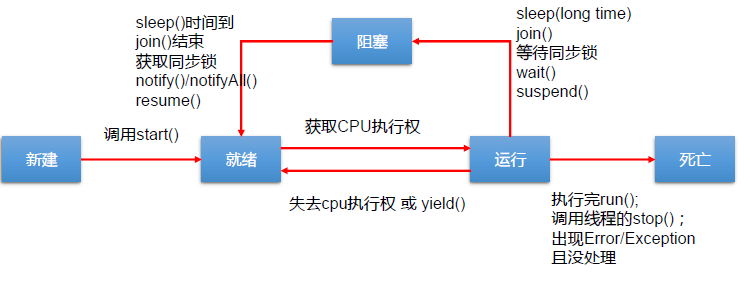 sleep()时间到
join()结束
获取同步锁
notify()/notifyAll()
resume()
阻塞
sleep(long time)
join()
等待同步锁
wait()
suspend()
新建
调用start()
就绪
获取CPU执行权
失去cpu执行权 或 yield()
运行
死亡
执行完run();
调用线程的stop()；
出现Error/Exception
且没处理